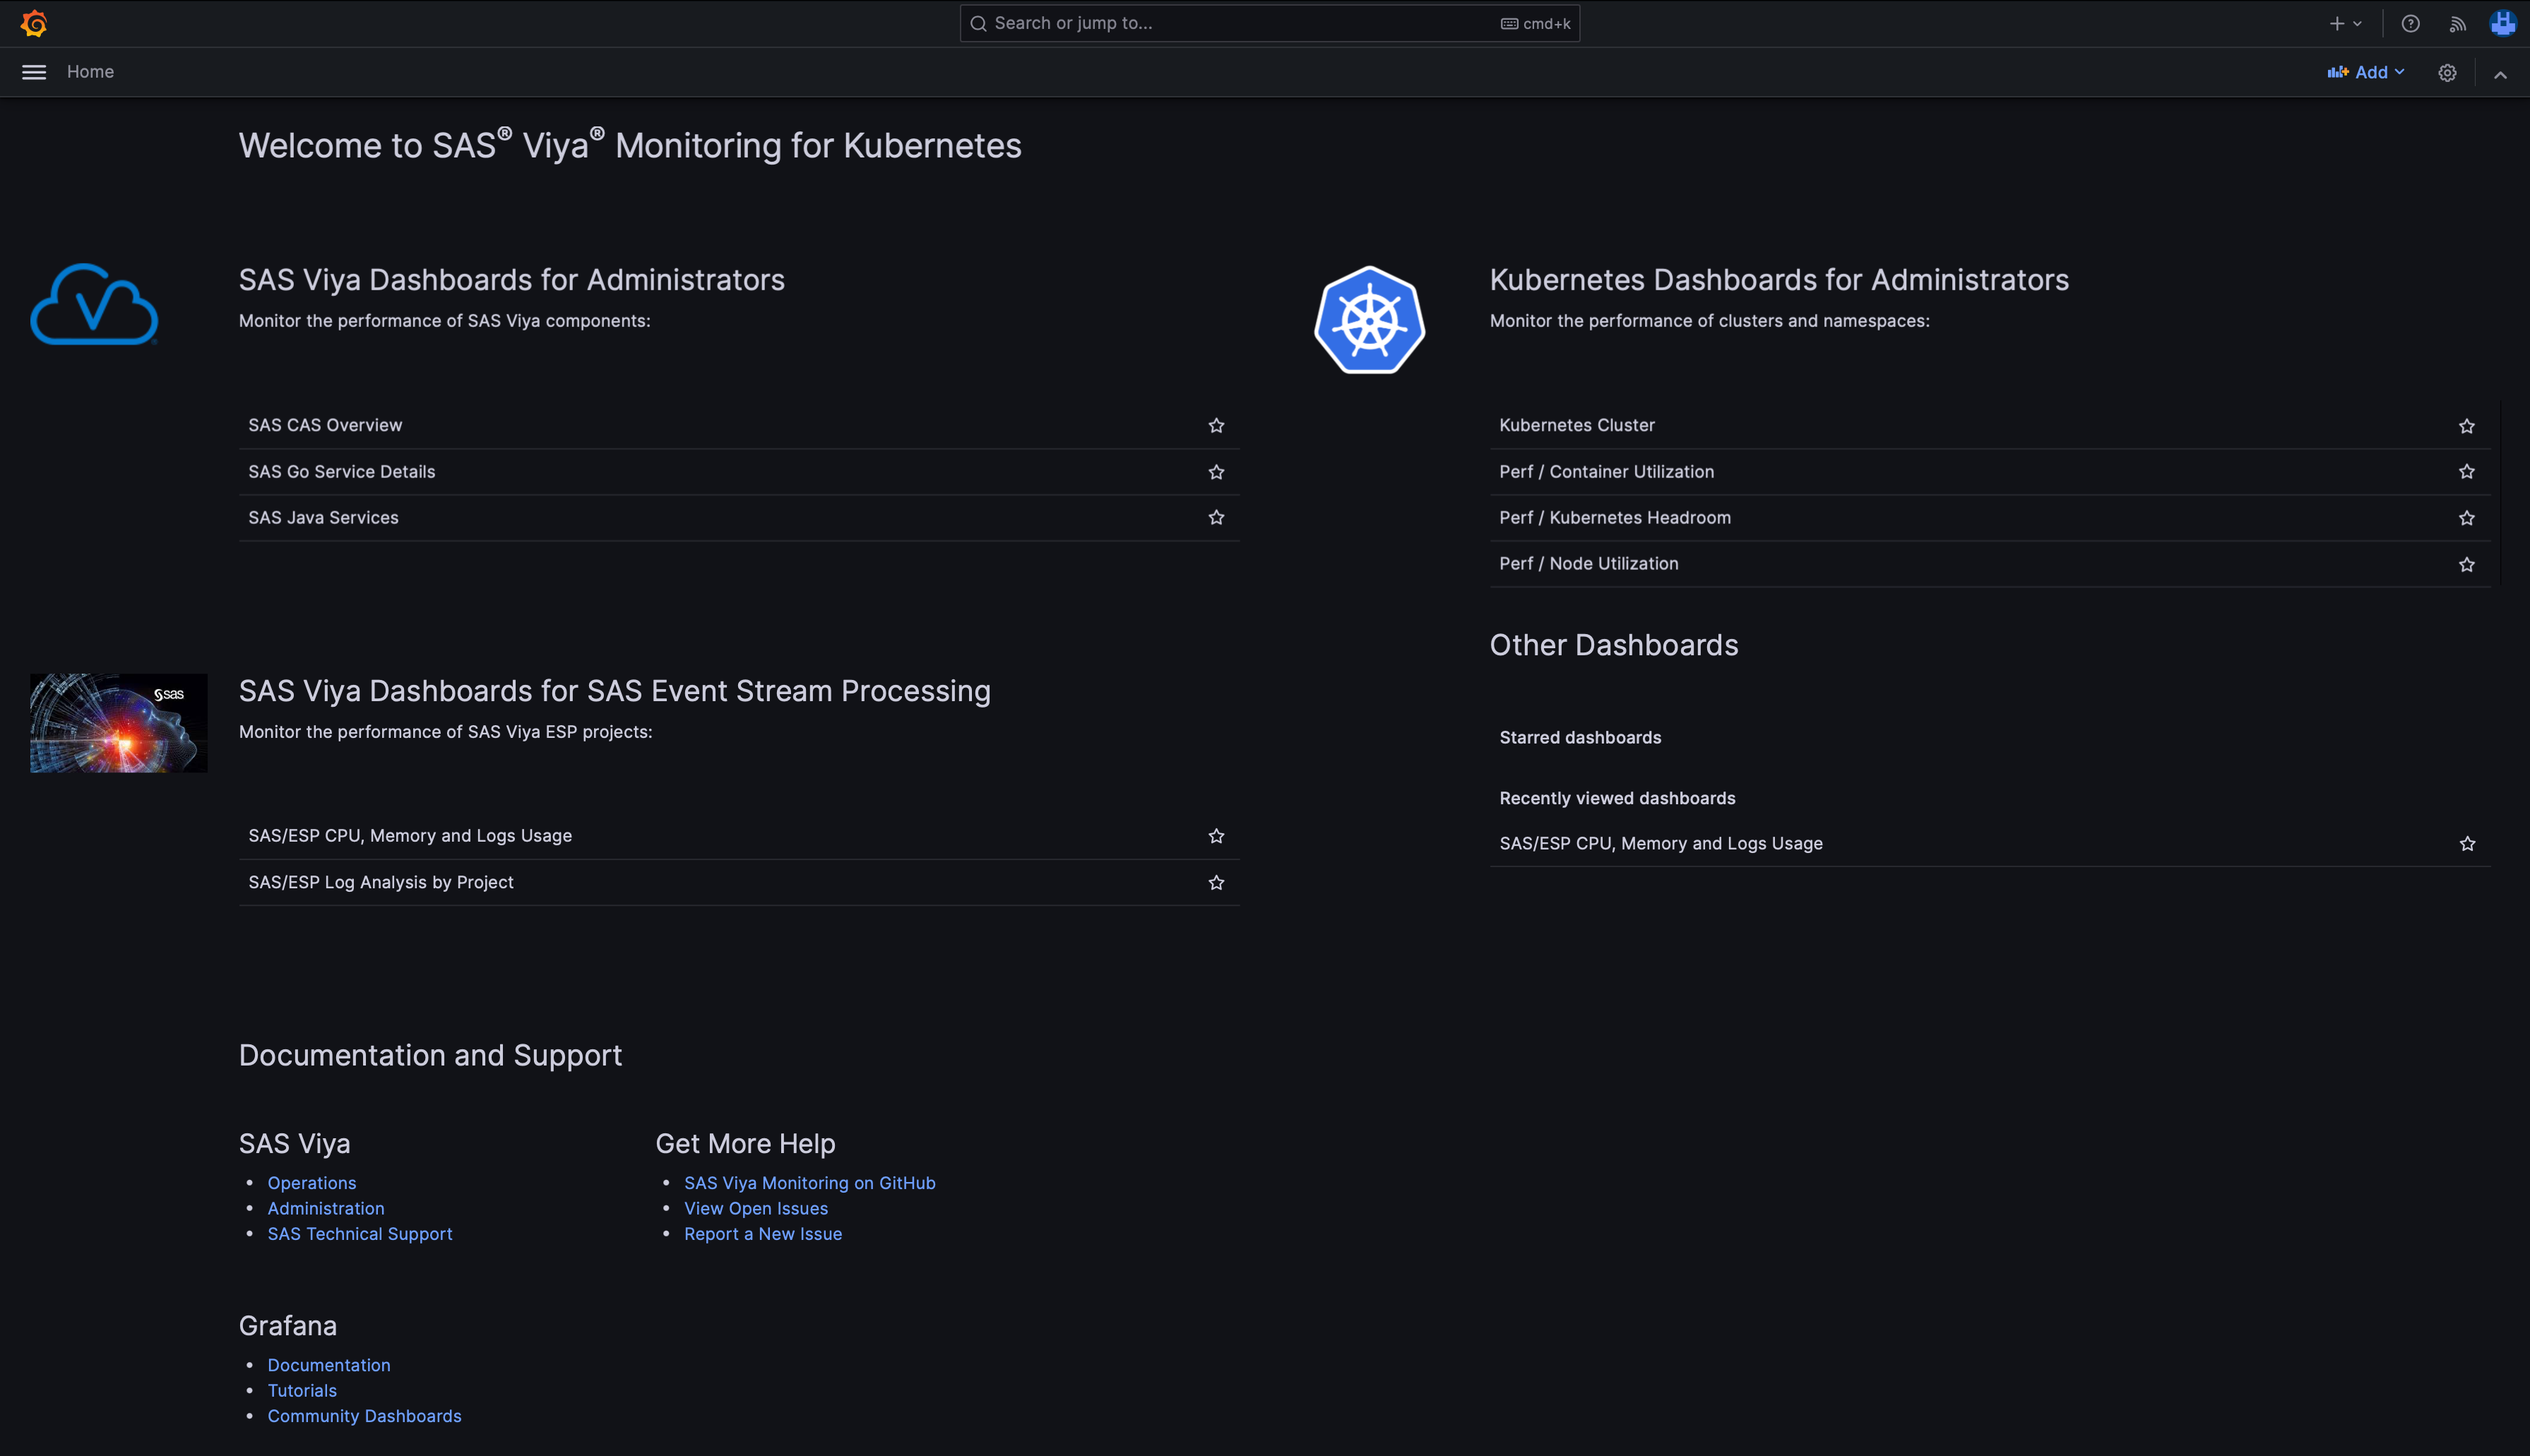 Search or jump to...
cmd+k
Home
Add
Welcome to SAS® Viya® Monitoring for Kubernetes
SAS Viya Dashboards for Administrators
Monitor the performance of SAS Viya components:
SAS CAS Overview
SAS Go Service Details
SAS Java Services
Kubernetes Dashboards for Administrators
Monitor the performance of clusters and namespaces:
Kubernetes Cluster
Perf / Container Utilization
Perf / Kubernetes Headroom
Perf / Node Utilization
sas
SAS Viya Dashboards for SAS Event Stream Processing
Monitor the performance of SAS Viya ESP projects:
SAS/ESP CPU, Memory and Logs Usage
SAS/ESP Log Analysis by Project
Other Dashboards
Starred dashboards
Recently viewed dashboards
SAS/ESP CPU, Memory and Logs Usage
Documentation and Support
SAS Viya
• Operations
• Administration
• SAS Technical Support
Get More Help
• SAS Viya Monitoring on GitHub
• View Open Issues
• Report a New Issue
Grafana
• Documentation
• Tutorials
• Community Dashboards